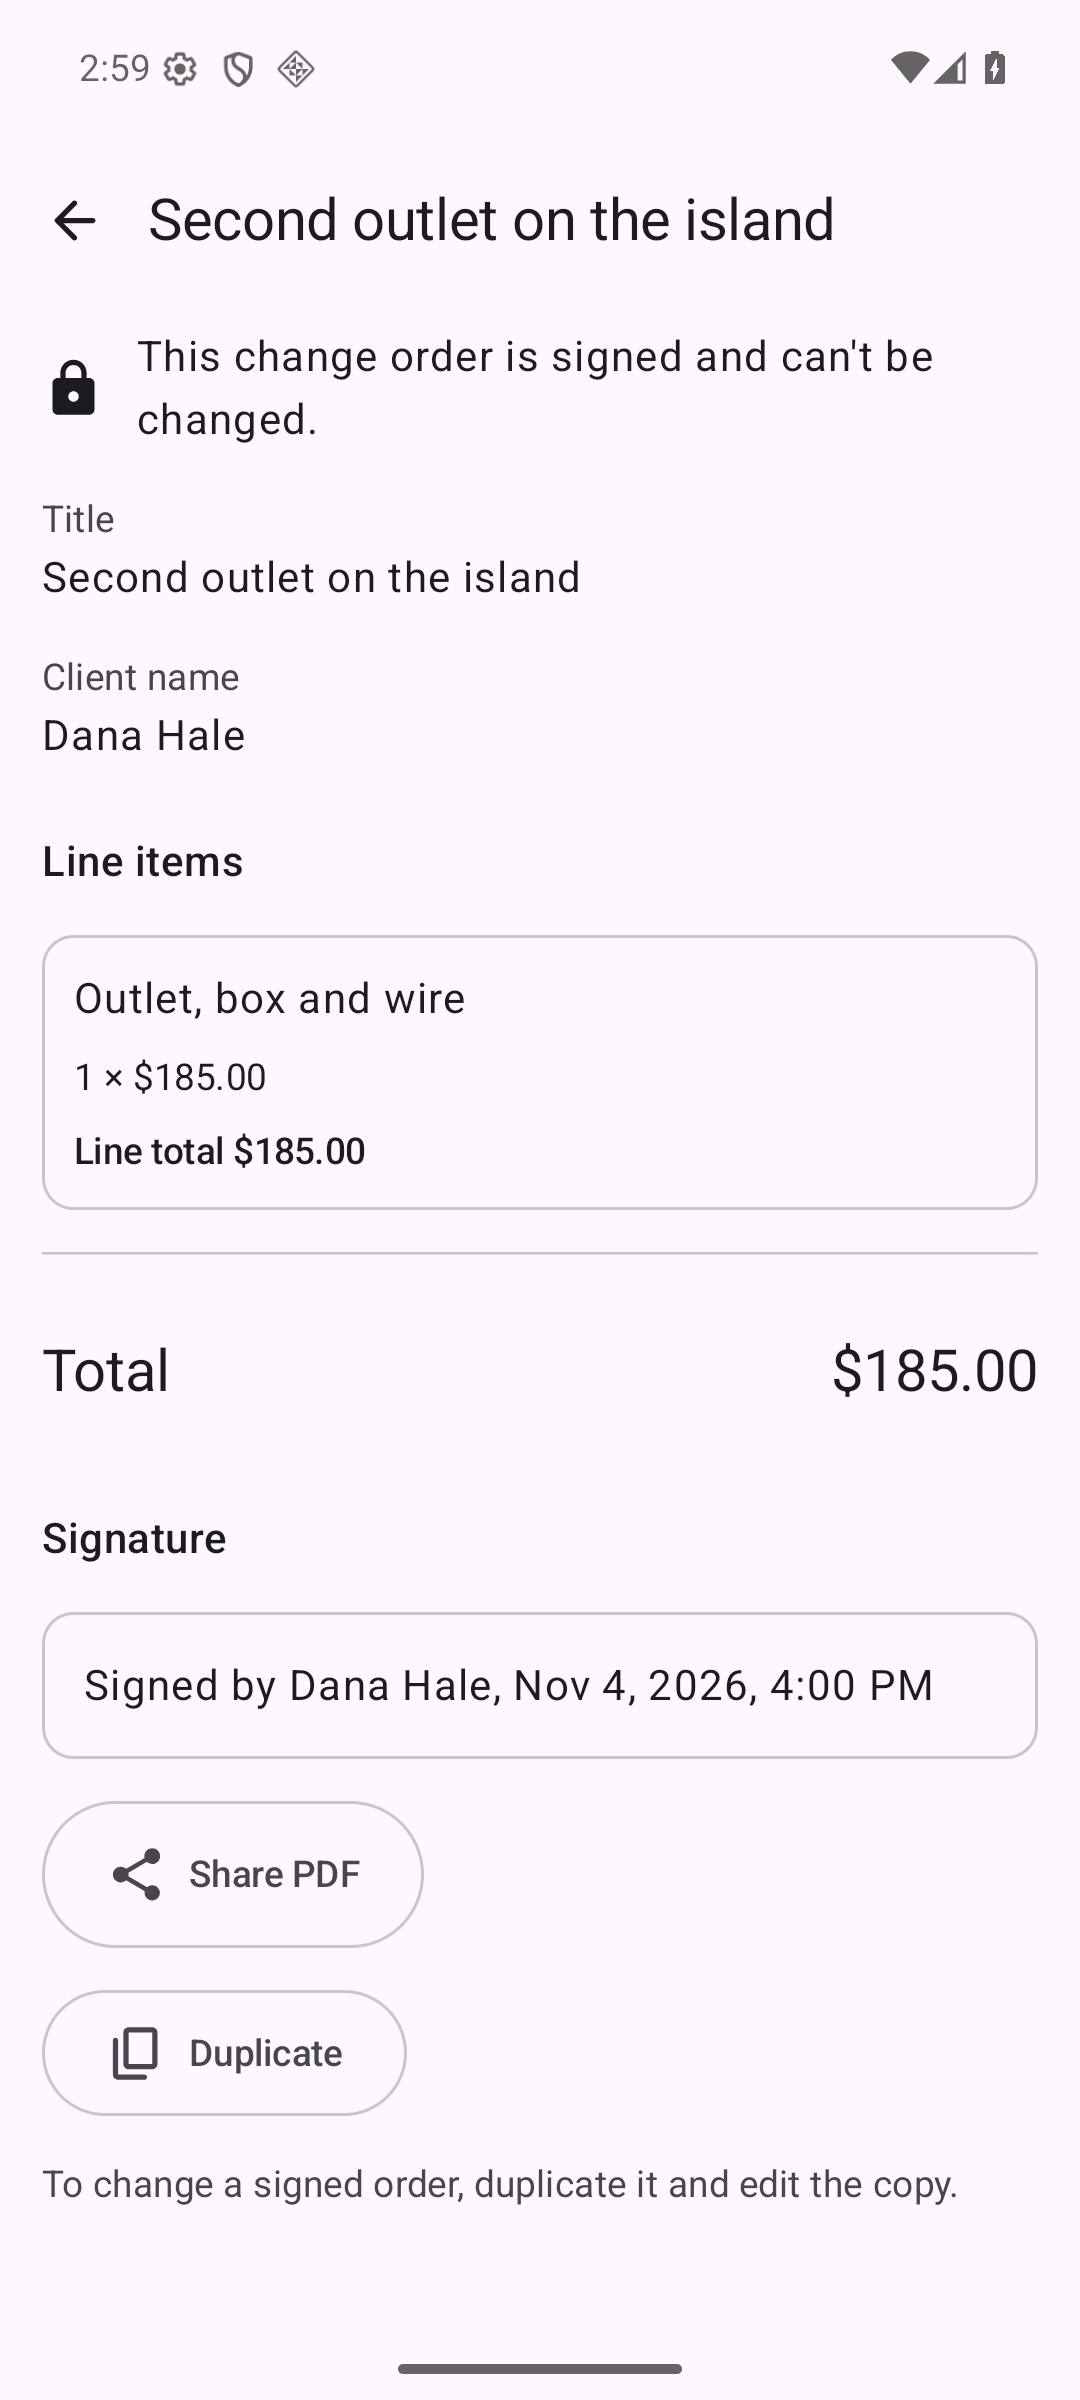 2:59
Second outlet on the island
This change order is signed and can't be
changed.
Title
Second outlet on the island
Client name
Dana Hale
Line items
Outlet, box and wire
1 × $185.00
Line total $185.00
Total $185.00
Signature
Signed by Dana Hale, Nov 4, 2026, 4:00 PM
Share PDF
Duplicate
To change a signed order, duplicate it and edit the copy.